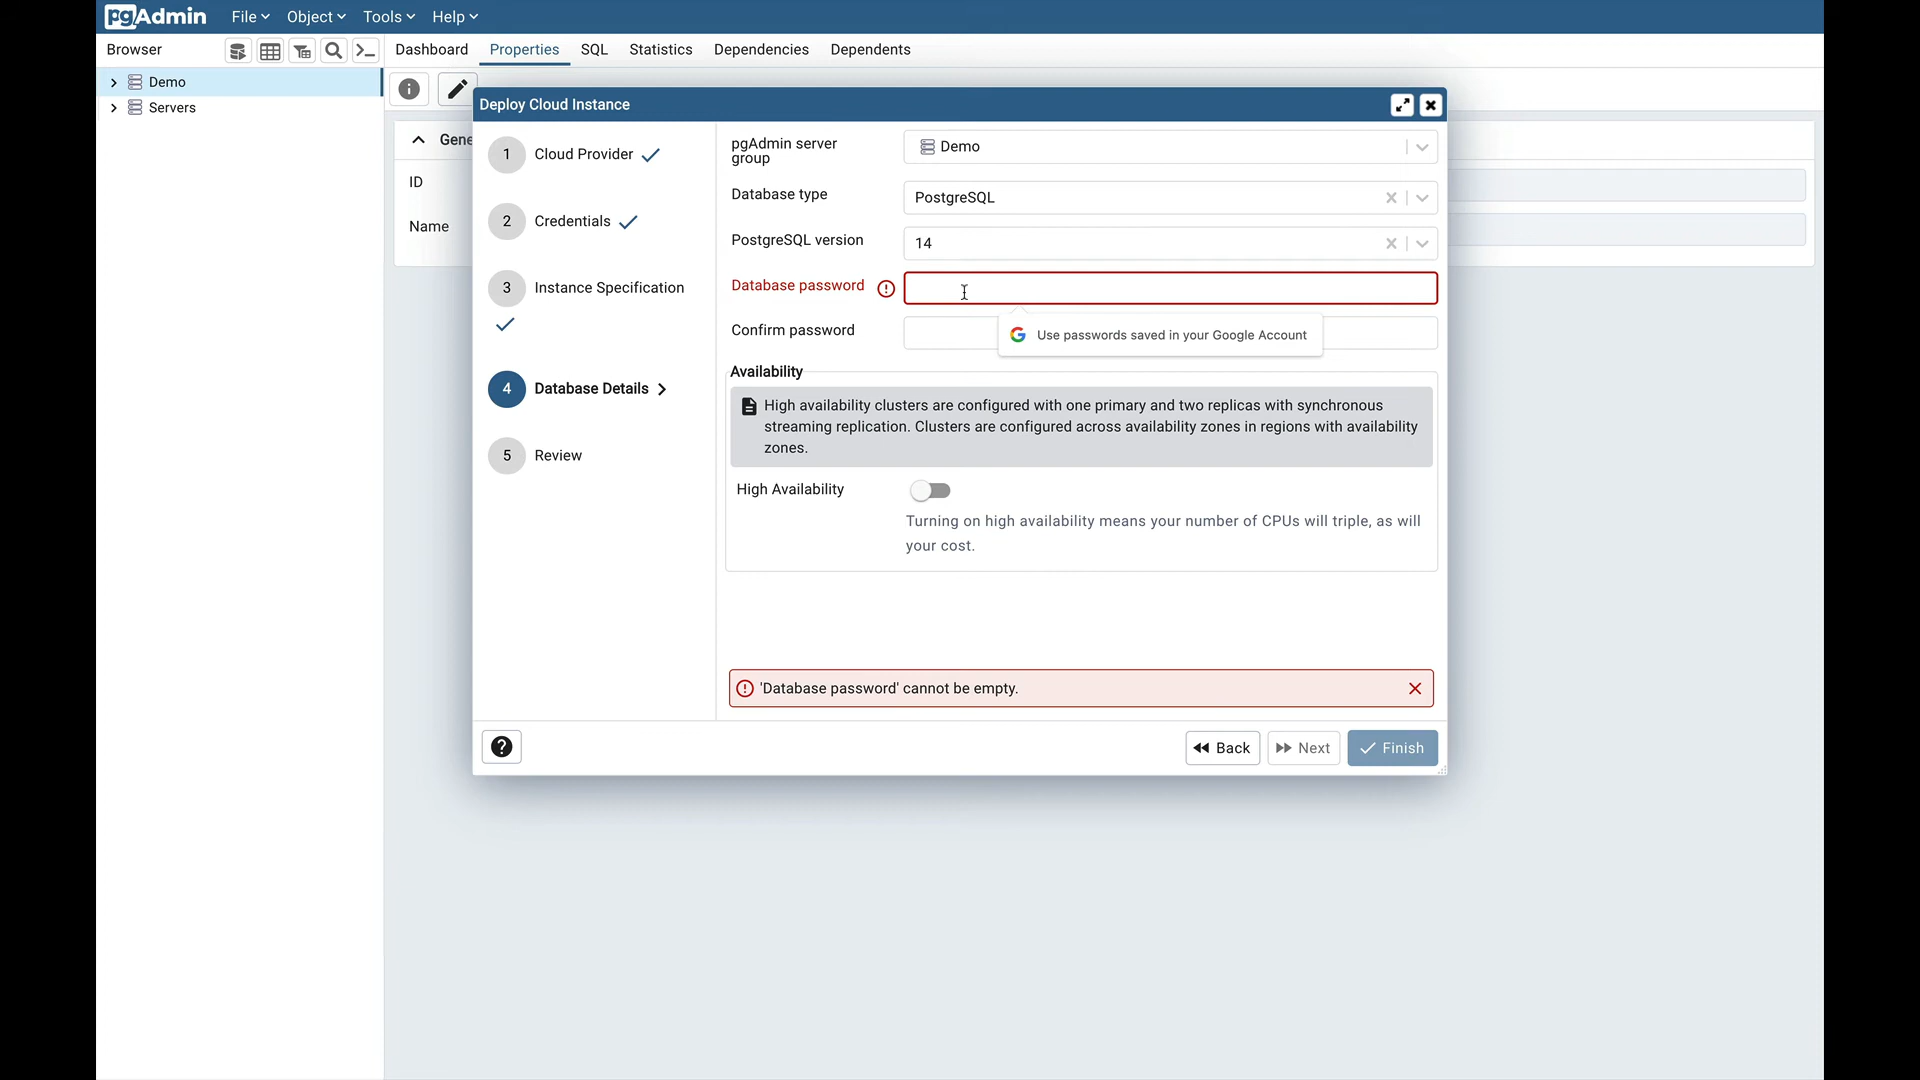 pgAdmin File Object Tools Help
Browser Dashboard Properties SQL Statistics Dependencies Dependents
Demo
Servers
Gene
ID
Name
Deploy Cloud Instance
1 Cloud Provider
2 Credentials
3 Instance Specification
4 Database Details
5 Review
pgAdmin server
group
Demo
Database type PostgreSQL
PostgreSQL version 14
Database password
Confirm password
Use passwords saved in your Google Account
Availability
High availability clusters are configured with one primary and two replicas with synchronous
streaming replication. Clusters are configured across availability zones in regions with availability
zones.
High Availability
Turning on high availability means your number of CPUs will triple, as will
your cost.
'Database password' cannot be empty.
? Back Next Finish